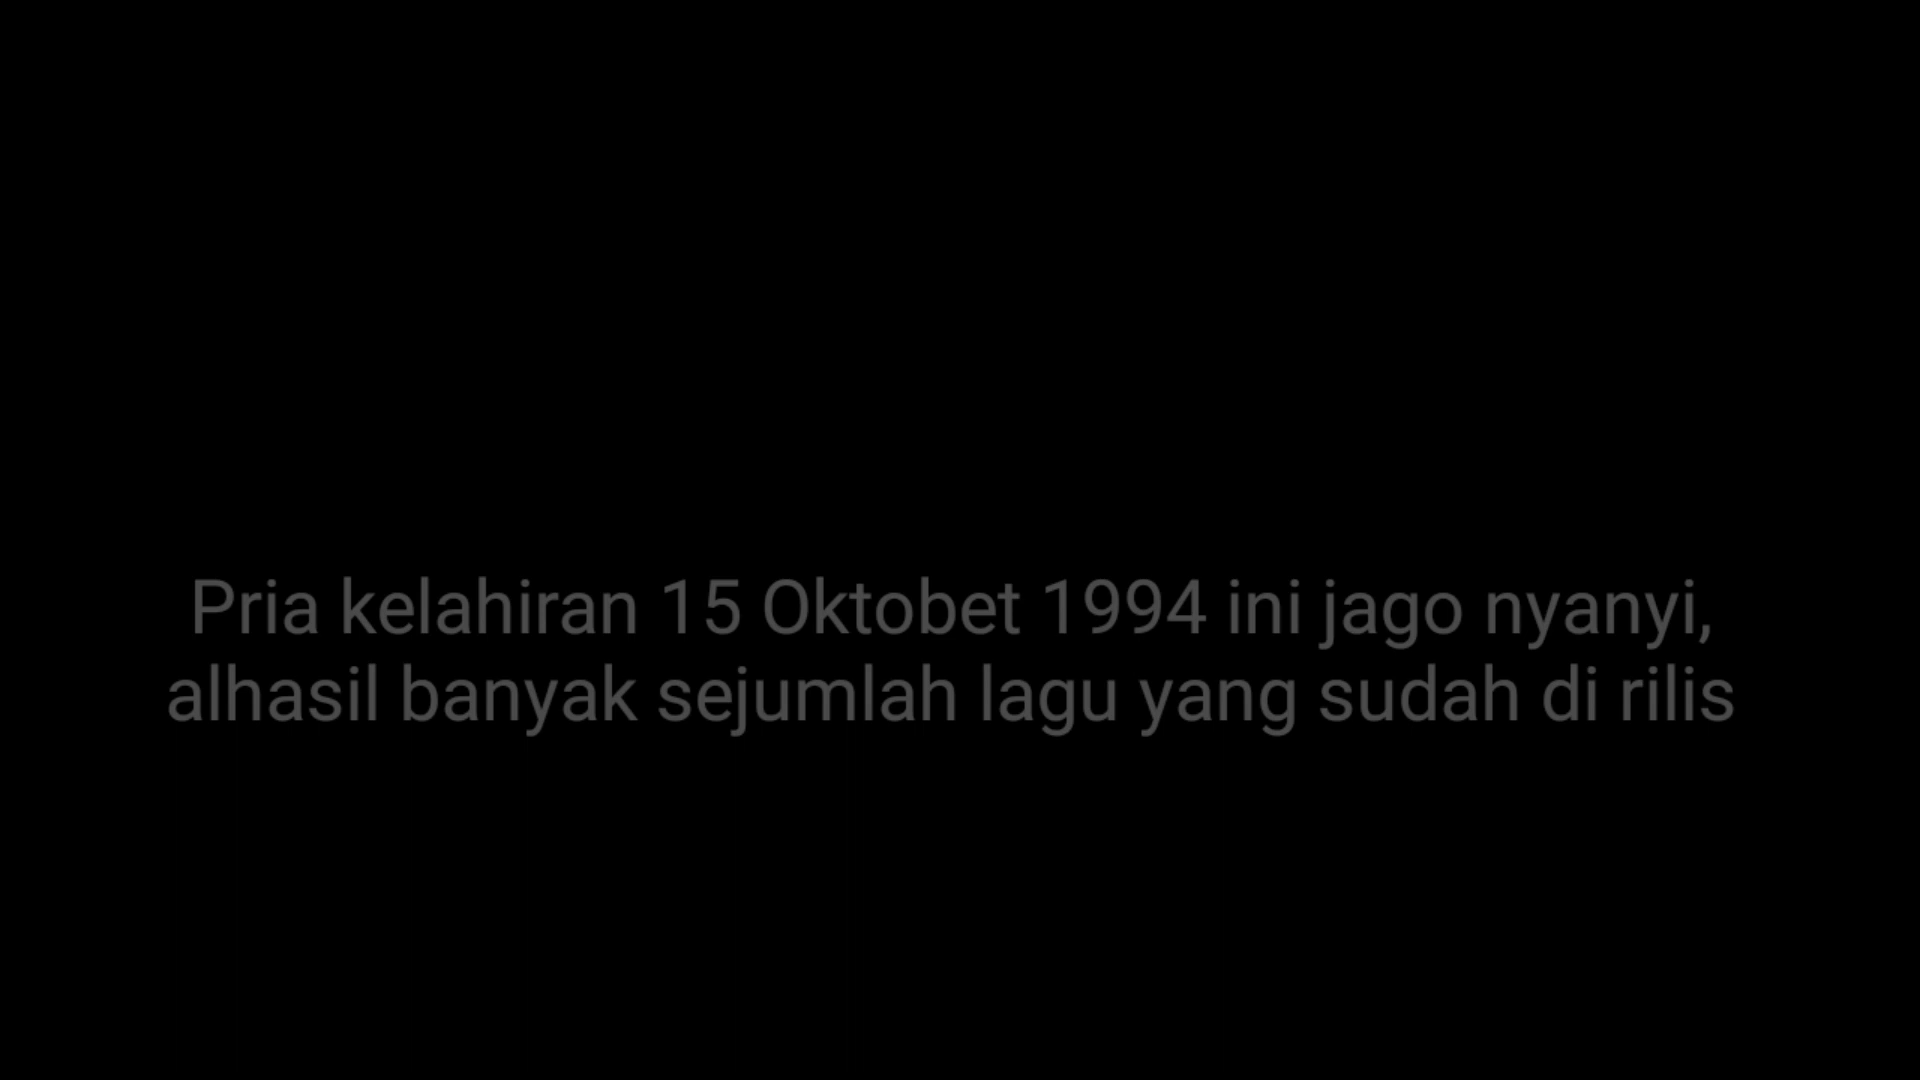 Pria kelahiran 15 Oktobet 1994 ini jago nyanyi,
alhasil banyak sejumlah lagu yang sudah di rilis